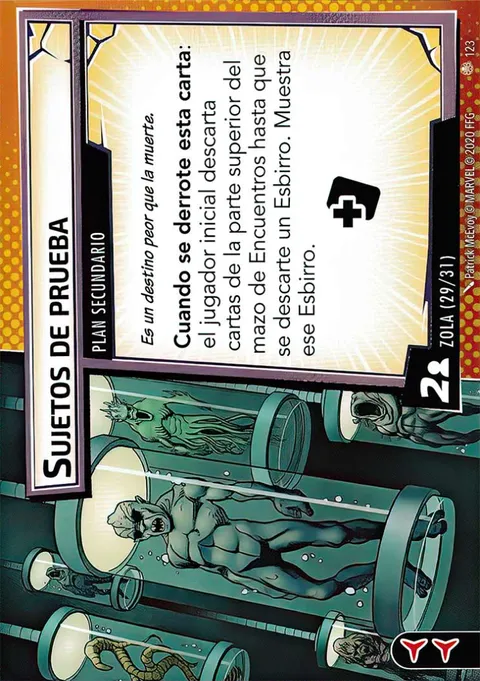 SUJETOS DE PRUEBA
PLAN SECUNDARIO
Es un destino peor que la muerte.
Cuando se derrote esta carta:
el jugador inicial descarta
cartas de la parte superior del
mazo de Encuentros hasta que
se descarte un Esbirro. Muestra
ese Esbirro.
2
ZOLA (29/31)
Patrick McEvoy © MARVEL © 2020 FFG
123